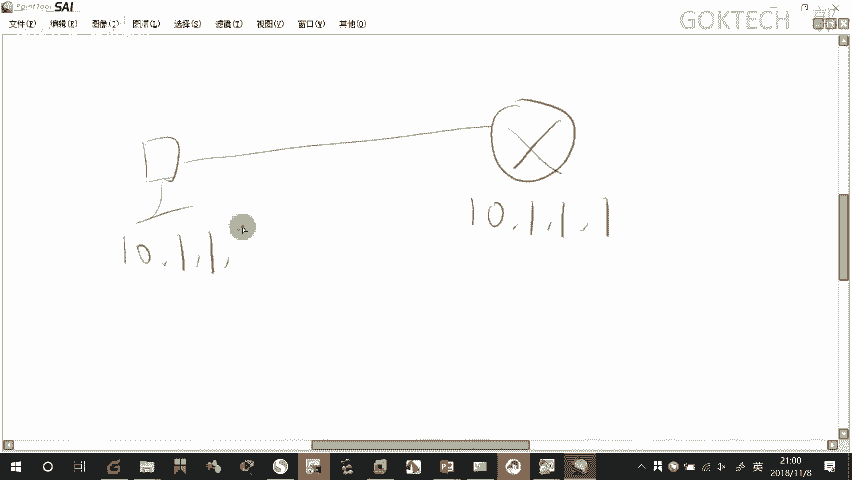 PaintTool SAI
GOKTECH 部
文件(F) 编辑(E) 图像(C) 图层(L) 选择(S) 滤镜(T) 视图(V) 窗口(W) 其他(O)
10.1.1.1
10.1.1.
英
21:00
2018/11/8